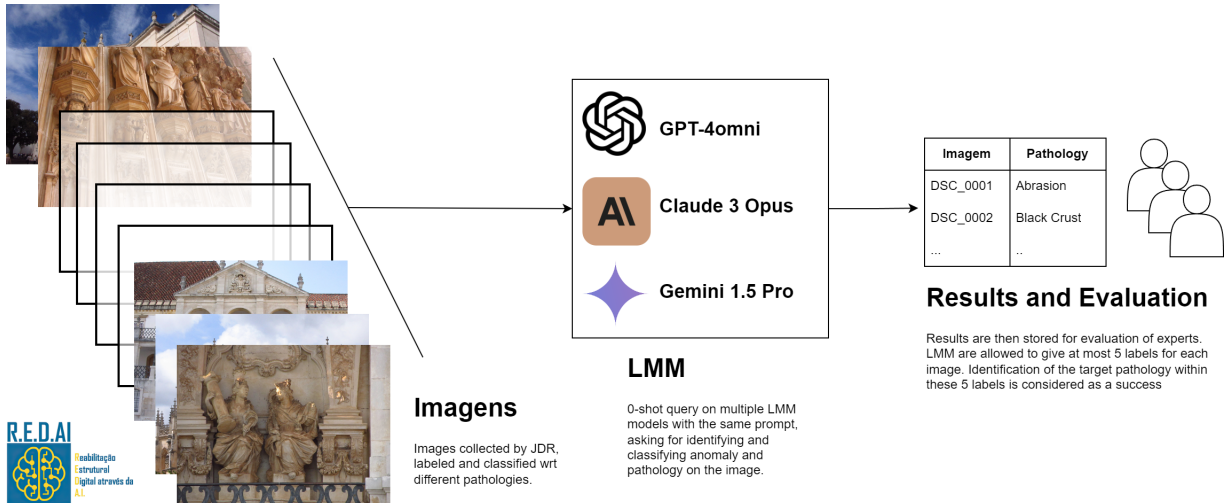 GPT-4omni
Claude 3 Opus
Gemini 1.5 Pro
Imagem Pathology
DSC_0001 Abrasion
DSC_0002 Black Crust
... ..
Results and Evaluation
Results are then stored for evaluation of experts.
LMM are allowed to give at most 5 labels for each
image. Identification of the target pathology within
these 5 labels is considered as a success
LMM
0-shot query on multiple LMM
models with the same prompt,
asking for identifying and
classifying anomaly and
pathology on the image.
Imagens
Images collected by JDR,
labeled and classified wrt
different pathologies.
R.E.D.AI
Reabilitação
Estrutural
Digital através da
A.I.